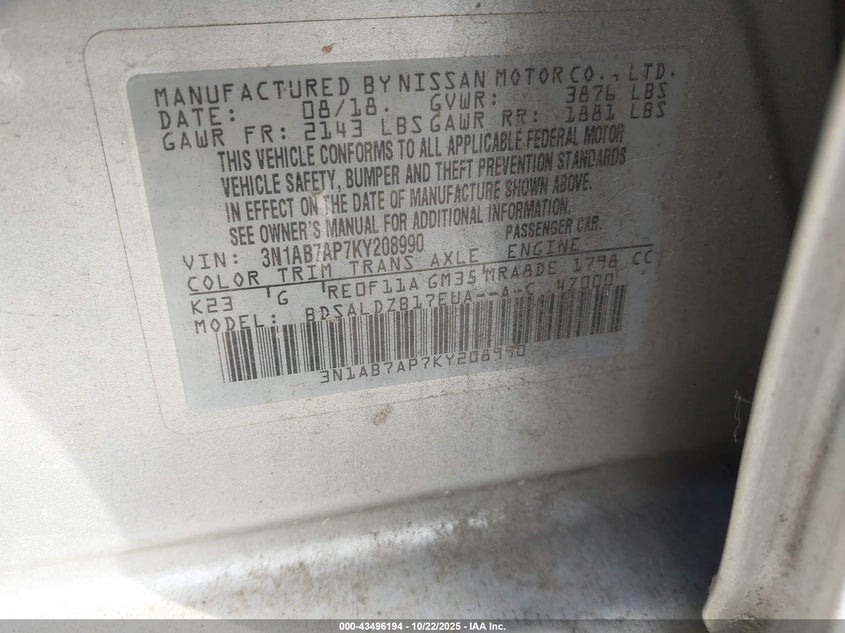 MANUFACTURED BY NISSAN MOTOR CO., LTD.
DATE: 08/18. GVWR: 3876 LBS
GAWR FR: 2143 LBS GAWR RR: 1881 LBS
THIS VEHICLE CONFORMS TO ALL APPLICABLE FEDERAL MOTOR
VEHICLE SAFETY, BUMPER AND THEFT PREVENTION STANDARDS
IN EFFECT ON THE DATE OF MANUFACTURE SHOWN ABOVE.
SEE OWNER'S MANUAL FOR ADDITIONAL INFORMATION.
VIN: 3N1AB7AP7KY208990 PASSENGER CAR.
COLOR TRIM TRANS AXLE ENGINE
K23 G RE0F11A GM35 MRA8DE 1798 CC
MODEL: BDSALDZB17EUA--A-C 47000
3N1AB7AP7KY208990
000-43496194 - 10/22/2025 - IAA Inc.